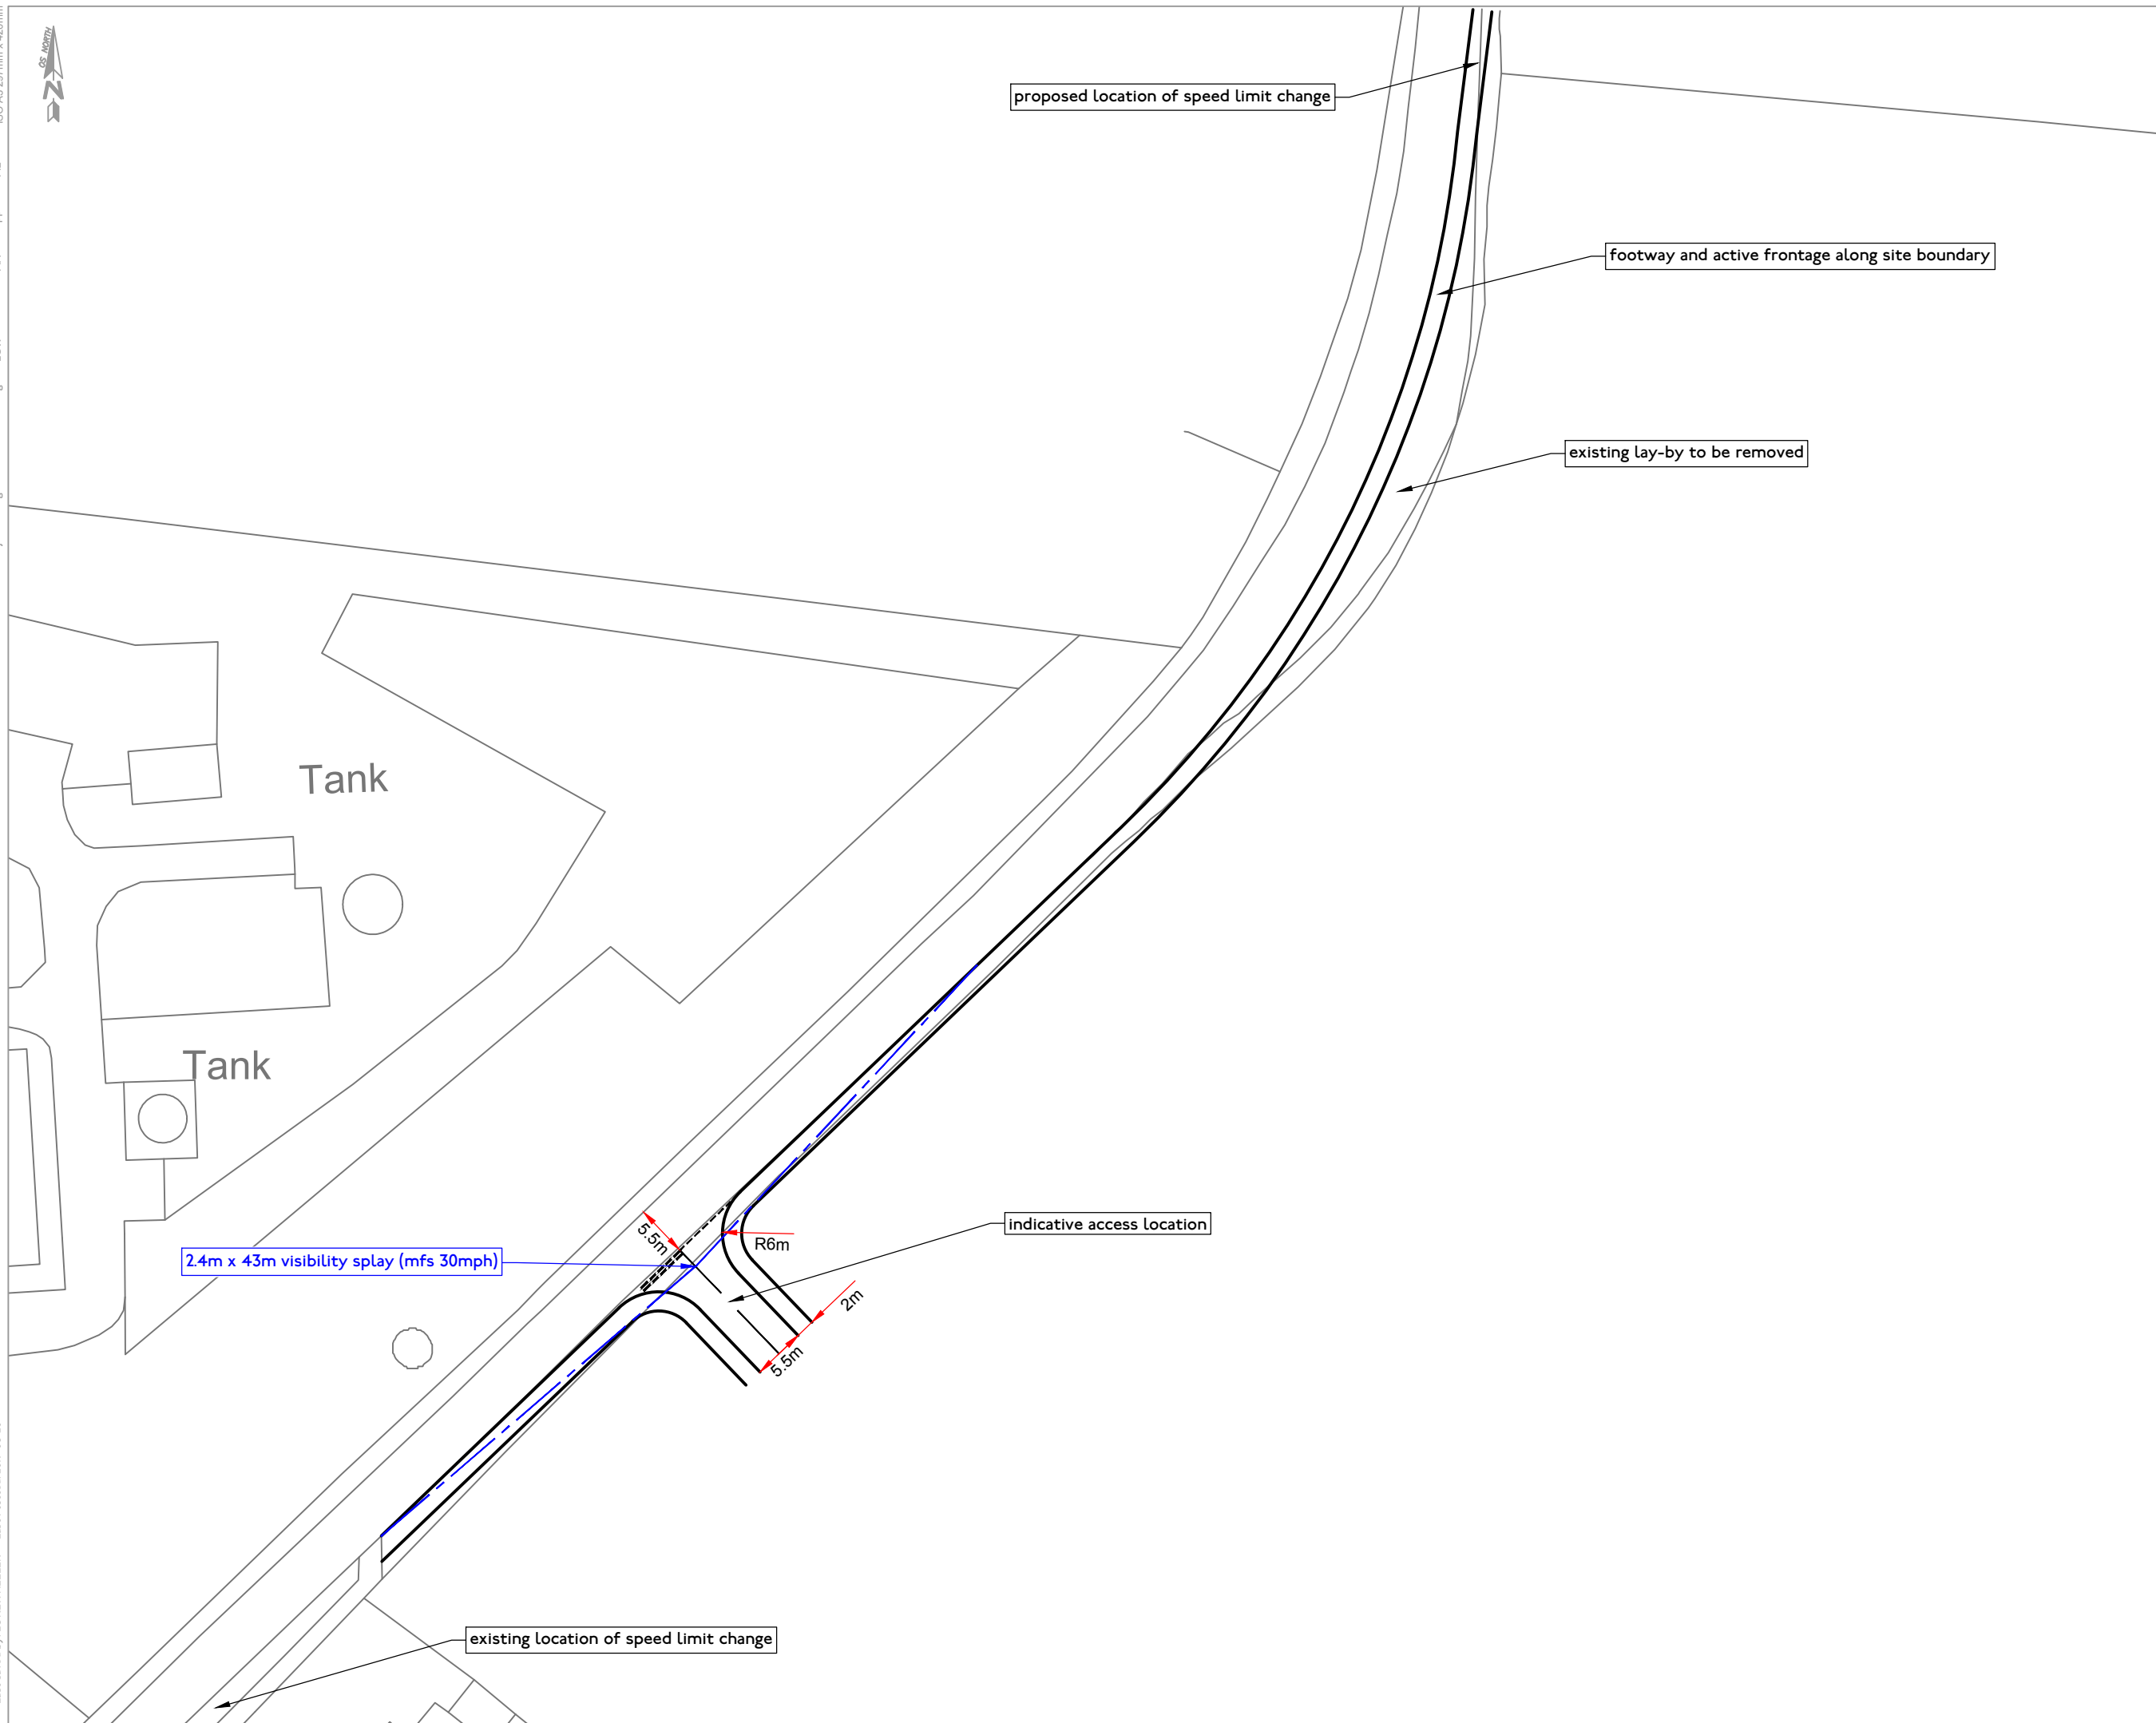 OS NORTH
N
proposed location of speed limit change
footway and active frontage along site boundary
existing lay-by to be removed
Tank
Tank
5.5m
R6m
indicative access location
2.4m x 43m visibility splay (mfs 30mph)
2m
5.5m
existing location of speed limit change